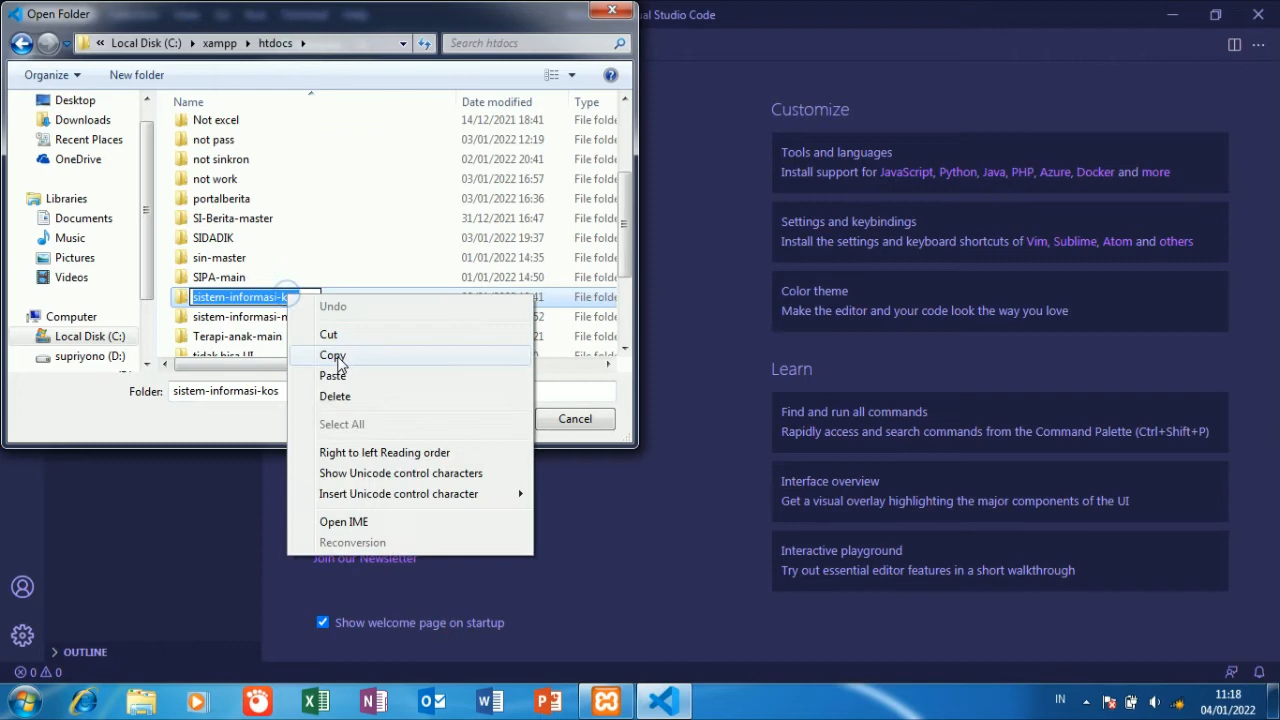 Open Folder
ual Studio Code
« Local Disk (C:) xampp htdocs
Search htdocs
Organize
New folder
Name Date modified Type
Desktop
Downloads
Recent Places
OneDrive
Libraries
Documents
Music
Pictures
Videos
Computer
Local Disk (C:)
supriyono (D:)
Not excel 14/12/2021 18:41 File folde
not pass 03/01/2022 12:19 File folde
not sinkron 02/01/2022 20:41 File folde
not work 03/01/2022 16:57 File folde
portalberita 03/01/2022 16:36 File folde
SI-Berita-master 31/12/2021 16:47 File folde
SIDADIK 03/01/2022 19:37 File folde
sin-master 01/01/2022 14:35 File folde
SIPA-main 01/01/2022 14:50 File folde
sistem-informasi-k :41 File folde
sistem-informasi-n :52 File folde
Terapi-anak-main :21 File folde
tidak bisa UI File folde
Folder: sistem-informasi-kos
Cancel
Undo
Cut
Copy
Paste
Delete
Select All
Right to left Reading order
Show Unicode control characters
Insert Unicode control character
Open IME
Reconversion
Join our Newsletter
Show welcome page on startup
OUTLINE
0 0
Customize
Tools and languages
Install support for JavaScript, Python, Java, PHP, Azure, Docker and more
Settings and keybindings
Install the settings and keyboard shortcuts of Vim, Sublime, Atom and others
Color theme
Make the editor and your code look the way you love
Learn
Find and run all commands
Rapidly access and search commands from the Command Palette (Ctrl+Shift+P)
Interface overview
Get a visual overlay highlighting the major components of the UI
Interactive playground
Try out essential editor features in a short walkthrough
IN
11:18
04/01/2022